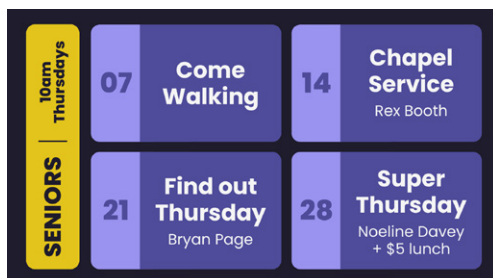 SENIORS | 10am
Thursdays
07
Come
Walking
14
Chapel
Service
Rex Booth
21
Find out
Thursday
Bryan Page
28
Super
Thursday
Noeline Davey
+ $5 lunch